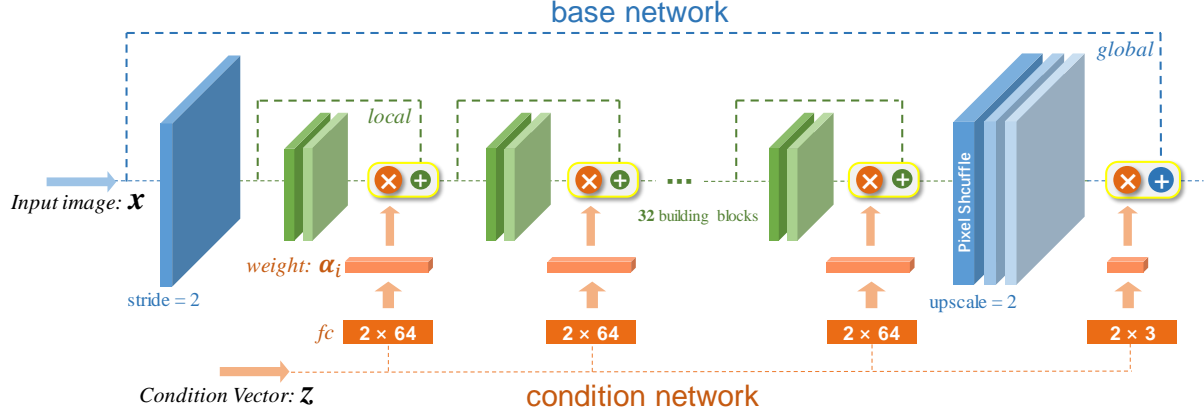 base network
global
local
Pixel Shcuffle
Input image: x
32 building blocks
...
weight: αi
stride = 2
upscale = 2
fc
2 × 64
2 × 64
2 × 64
2 × 3
Condition Vector: z
condition network